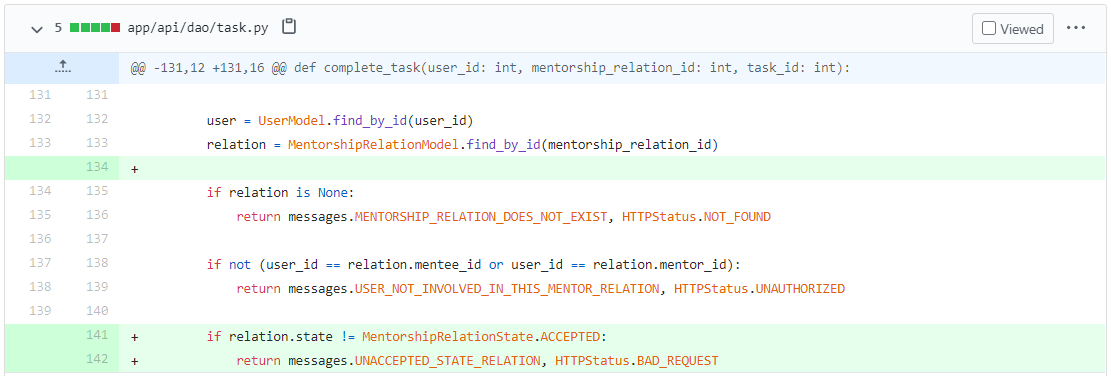 5 app/api/dao/task.py Viewed ...
@@ -131,12 +131,16 @@ def complete_task(user_id: int, mentorship_relation_id: int, task_id: int):
131 131
132 132 user = UserModel.find_by_id(user_id)
133 133 relation = MentorshipRelationModel.find_by_id(mentorship_relation_id)
134 +
134 135 if relation is None:
135 136 return messages.MENTORSHIP_RELATION_DOES_NOT_EXIST, HTTPStatus.NOT_FOUND
136 137
137 138 if not (user_id == relation.mentee_id or user_id == relation.mentor_id):
138 139 return messages.USER_NOT_INVOLVED_IN_THIS_MENTOR_RELATION, HTTPStatus.UNAUTHORIZED
139 140
141 + if relation.state != MentorshipRelationState.ACCEPTED:
142 + return messages.UNACCEPTED_STATE_RELATION, HTTPStatus.BAD_REQUEST